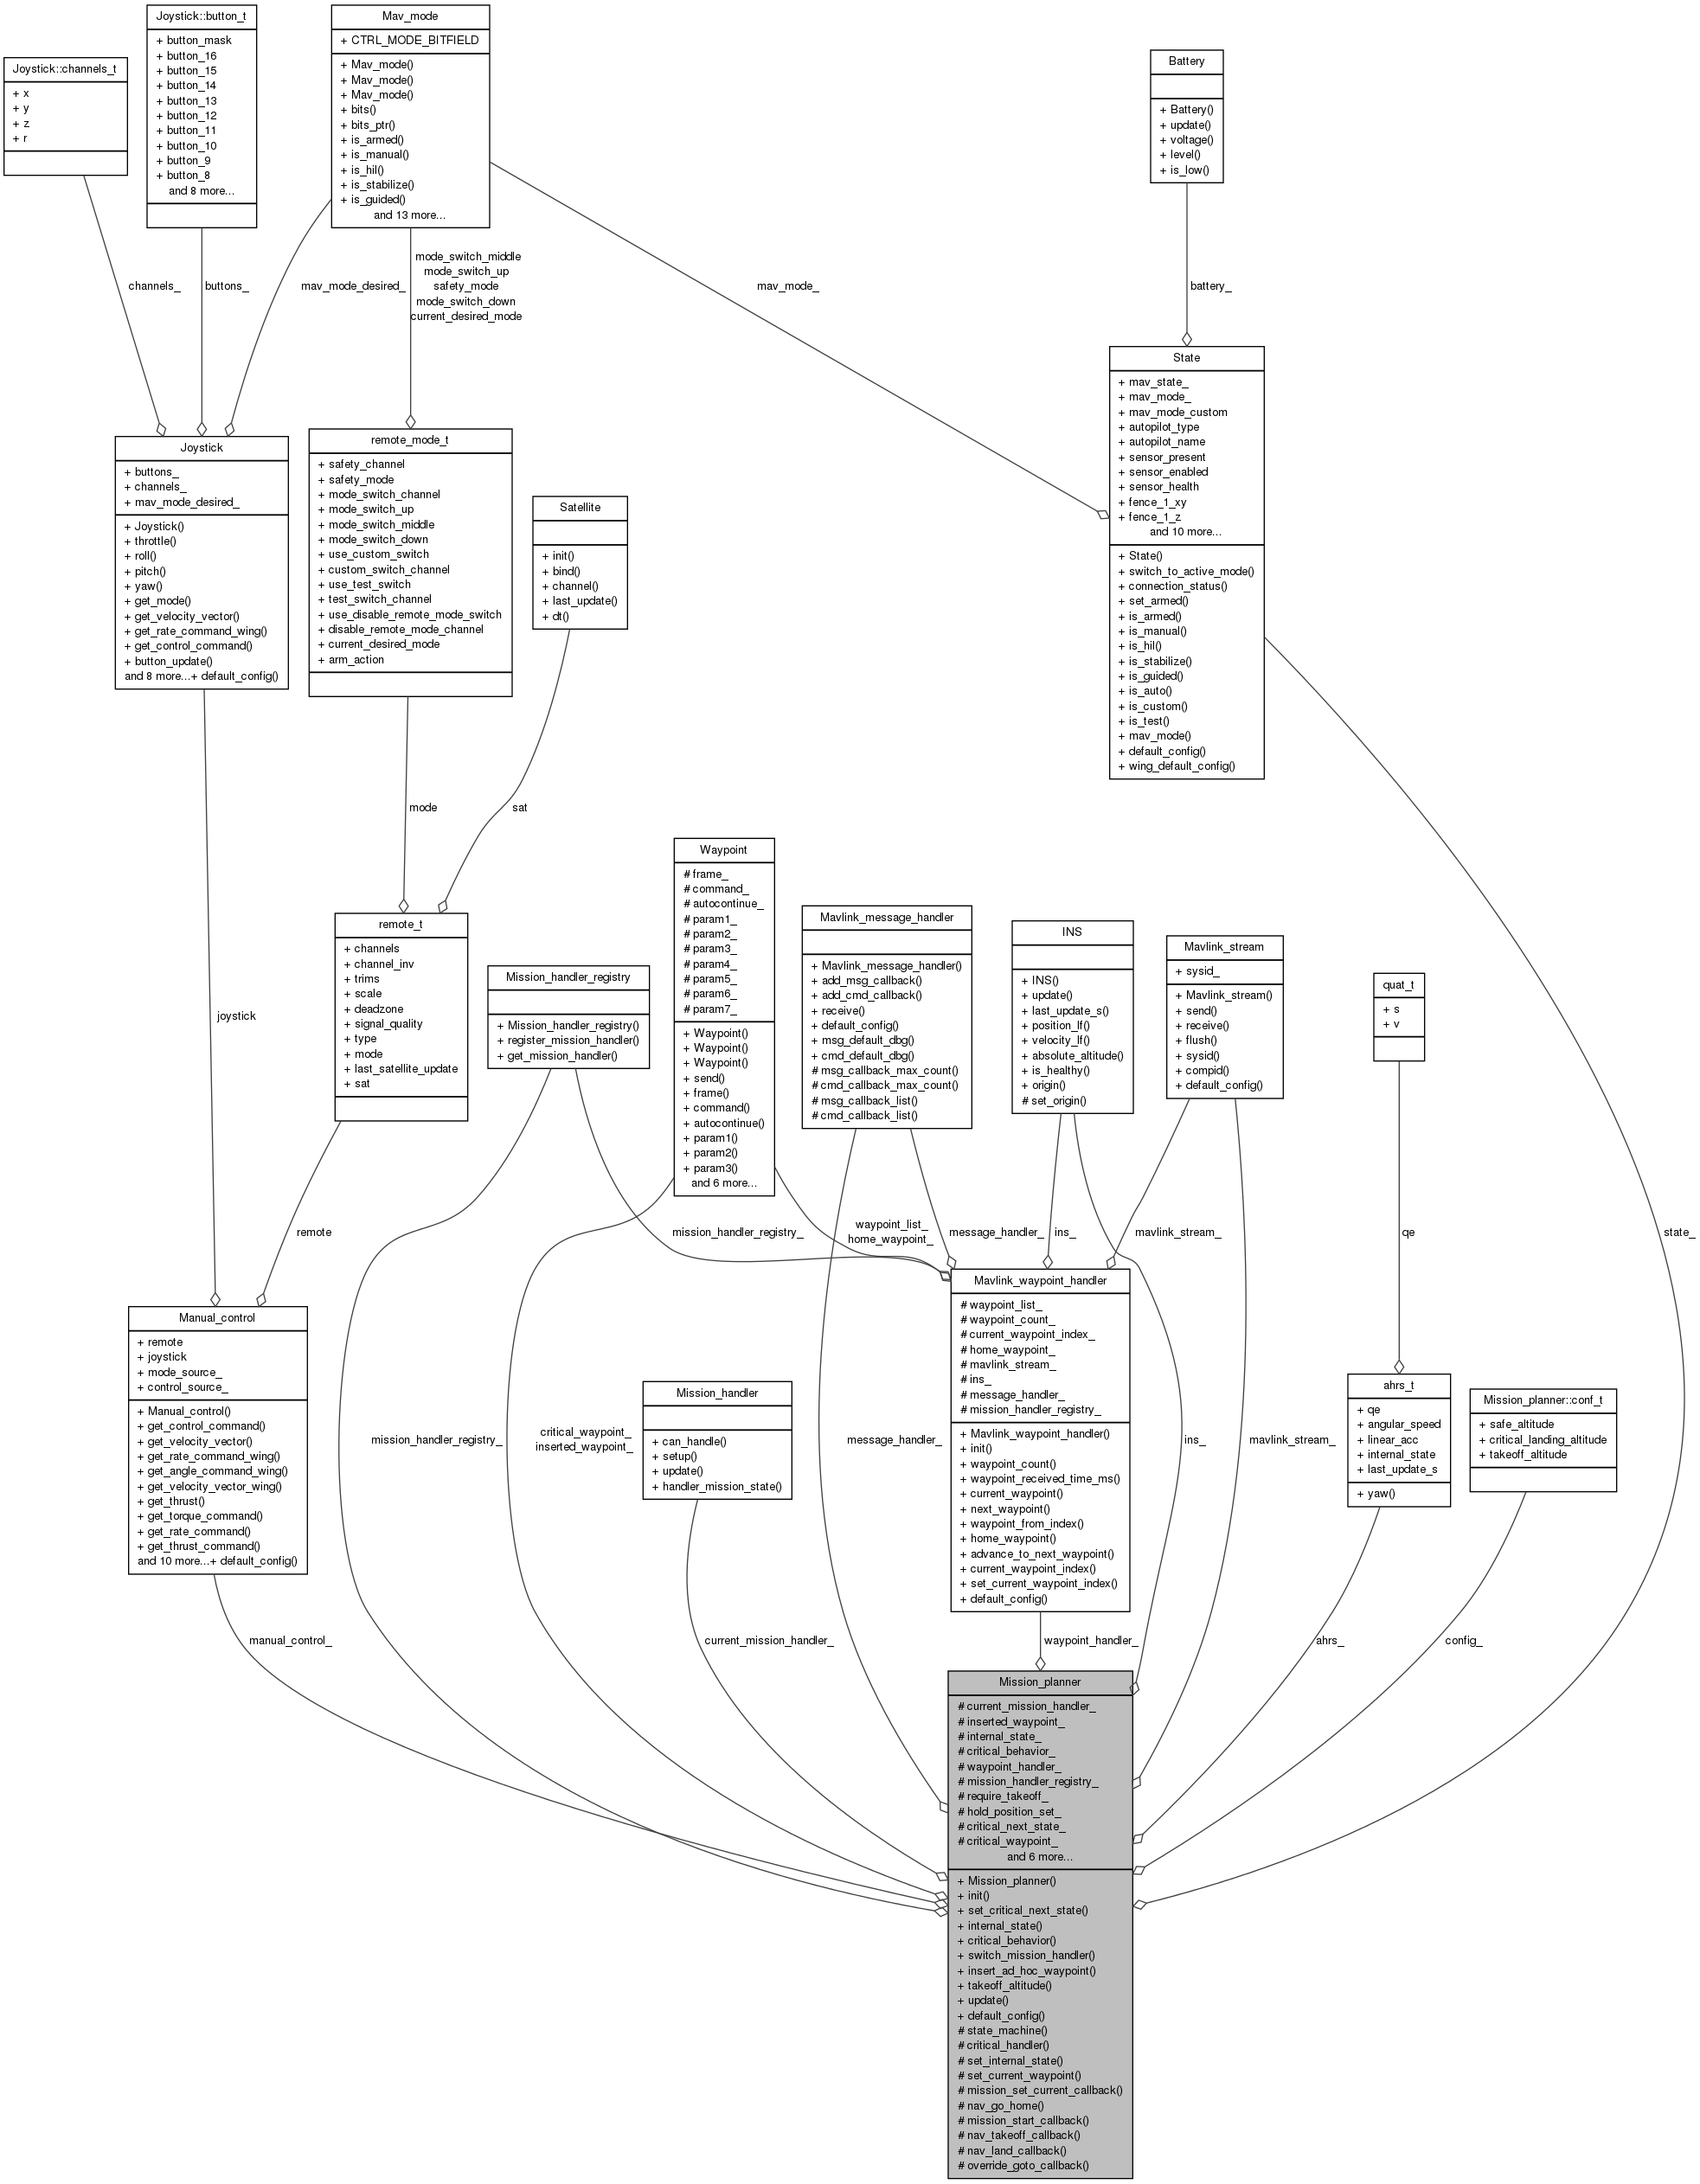 Joystick::button_t
+ button_mask
+ button_16
+ button_15
+ button_14
+ button_13
+ button_12
+ button_11
+ button_10
+ button_9
+ button_8
and 8 more...
Mav_mode
+ CTRL_MODE_BITFIELD
+ Mav_mode()
+ Mav_mode()
+ Mav_mode()
+ bits()
+ bits_ptr()
+ is_armed()
+ is_manual()
+ is_hil()
+ is_stabilize()
+ is_guided()
and 13 more...
Joystick::channels_t
+ x
+ y
+ z
+ r
Battery
+ Battery()
+ update()
+ voltage()
+ level()
+ is_low()
channels_
buttons_
mav_mode_desired_
mode_switch_middle
mode_switch_up
safety_mode
mode_switch_down
current_desired_mode
mav_mode_
battery_
State
+ mav_state_
+ mav_mode_
+ mav_mode_custom
+ autopilot_type
+ autopilot_name
+ sensor_present
+ sensor_enabled
+ sensor_health
+ fence_1_xy
+ fence_1_z
and 10 more...
+ State()
+ switch_to_active_mode()
+ connection_status()
+ set_armed()
+ is_armed()
+ is_manual()
+ is_hil()
+ is_stabilize()
+ is_guided()
+ is_auto()
+ is_custom()
+ is_test()
+ mav_mode()
+ default_config()
+ wing_default_config()
Joystick
+ buttons_
+ channels_
+ mav_mode_desired_
+ Joystick()
+ throttle()
+ roll()
+ pitch()
+ yaw()
+ get_mode()
+ get_velocity_vector()
+ get_rate_command_wing()
+ get_control_command()
+ button_update()
and 8 more...+ default_config()
remote_mode_t
+ safety_channel
+ safety_mode
+ mode_switch_channel
+ mode_switch_up
+ mode_switch_middle
+ mode_switch_down
+ use_custom_switch
+ custom_switch_channel
+ use_test_switch
+ test_switch_channel
+ use_disable_remote_mode_switch
+ disable_remote_mode_channel
+ current_desired_mode
+ arm_action
Satellite
+ init()
+ bind()
+ channel()
+ last_update()
+ dt()
mode
sat
Waypoint
# frame_
# command_
# autocontinue_
# param1_
# param2_
# param3_
# param4_
# param5_
# param6_
# param7_
+ Waypoint()
+ Waypoint()
+ Waypoint()
+ send()
+ frame()
+ command()
+ autocontinue()
+ param1()
+ param2()
+ param3()
and 6 more...
remote_t
+ channels
+ channel_inv
+ trims
+ scale
+ deadzone
+ signal_quality
+ type
+ mode
+ last_satellite_update
+ sat
Mission_handler_registry
+ Mission_handler_registry()
+ register_mission_handler()
+ get_mission_handler()
Mavlink_message_handler
+ Mavlink_message_handler()
+ add_msg_callback()
+ add_cmd_callback()
+ receive()
+ default_config()
+ msg_default_dbg()
+ cmd_default_dbg()
# msg_callback_max_count()
# cmd_callback_max_count()
# msg_callback_list()
# cmd_callback_list()
INS
+ INS()
+ update()
+ last_update_s()
+ position_lf()
+ velocity_lf()
+ absolute_altitude()
+ is_healthy()
+ origin()
# set_origin()
Mavlink_stream
+ sysid_
+ Mavlink_stream()
+ send()
+ receive()
+ flush()
+ sysid()
+ compid()
+ default_config()
quat_t
+ s
+ v
joystick
remote
mission_handler_registry_
waypoint_list_
home_waypoint_
message_handler_
ins_
mavlink_stream_
qe
state_
Manual_control
+ remote
+ joystick
+ mode_source_
+ control_source_
+ Manual_control()
+ get_control_command()
+ get_velocity_vector()
+ get_rate_command_wing()
+ get_angle_command_wing()
+ get_velocity_vector_wing()
+ get_thrust()
+ get_torque_command()
+ get_rate_command()
+ get_thrust_command()
and 10 more...+ default_config()
mission_handler_registry_
critical_waypoint_
inserted_waypoint_
Mission_handler
+ can_handle()
+ setup()
+ update()
+ handler_mission_state()
message_handler_
Mavlink_waypoint_handler
# waypoint_list_
# waypoint_count_
# current_waypoint_index_
# home_waypoint_
# mavlink_stream_
# ins_
# message_handler_
# mission_handler_registry_
+ Mavlink_waypoint_handler()
+ init()
+ waypoint_count()
+ waypoint_received_time_ms()
+ current_waypoint()
+ next_waypoint()
+ waypoint_from_index()
+ home_waypoint()
+ advance_to_next_waypoint()
+ current_waypoint_index()
+ set_current_waypoint_index()
+ default_config()
ins_
mavlink_stream_
ahrs_t
+ qe
+ angular_speed
+ linear_acc
+ internal_state
+ last_update_s
+ yaw()
Mission_planner::conf_t
+ safe_altitude
+ critical_landing_altitude
+ takeoff_altitude
manual_control_
current_mission_handler_
waypoint_handler_
ahrs_
config_
Mission_planner
# current_mission_handler_
# inserted_waypoint_
# internal_state_
# critical_behavior_
# waypoint_handler_
# mission_handler_registry_
# require_takeoff_
# hold_position_set_
# critical_next_state_
# critical_waypoint_
and 6 more...
+ Mission_planner()
+ init()
+ set_critical_next_state()
+ internal_state()
+ critical_behavior()
+ switch_mission_handler()
+ insert_ad_hoc_waypoint()
+ takeoff_altitude()
+ update()
+ default_config()
# state_machine()
# critical_handler()
# set_internal_state()
# set_current_waypoint()
# mission_set_current_callback()
# nav_go_home()
# mission_start_callback()
# nav_takeoff_callback()
# nav_land_callback()
# override_goto_callback()